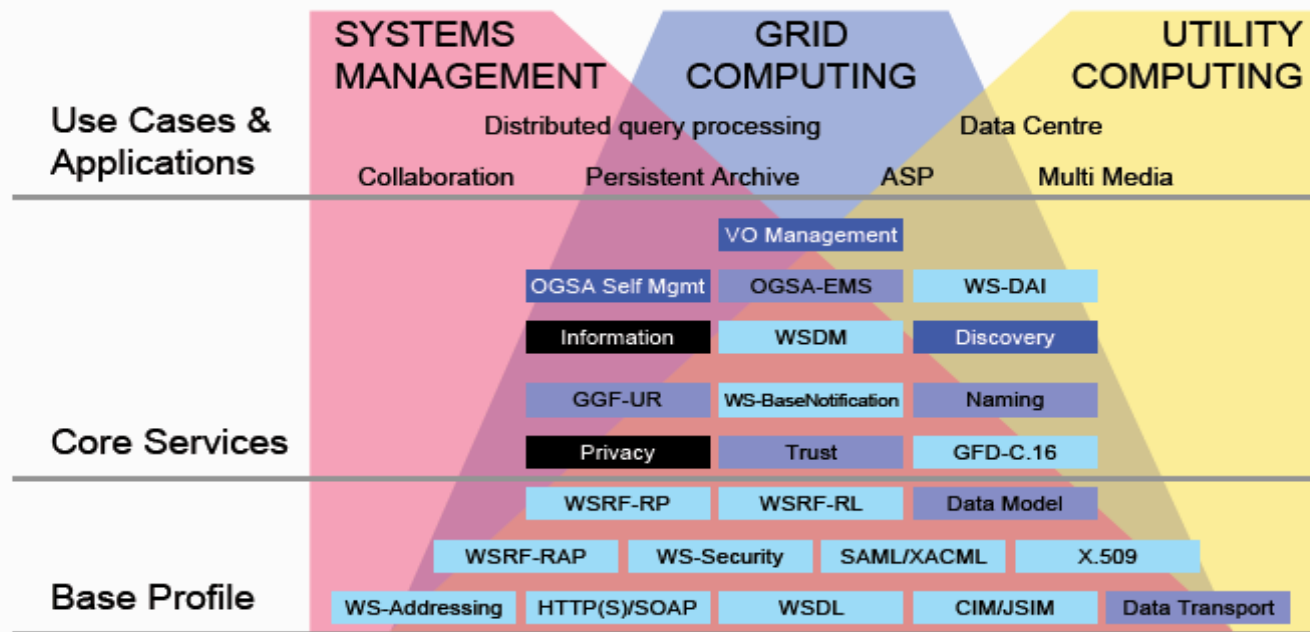 SYSTEMS MANAGEMENT
GRID COMPUTING
UTILITY COMPUTING
Use Cases & Applications
Distributed query processing
Data Centre
Collaboration
Persistent Archive
ASP
Multi Media
VO Management
OGSA Self Mgmt
OGSA-EMS
WS-DAI
Information
WSDM
Discovery
GGF-UR
WS-BaseNotification
Naming
Core Services
Privacy
Trust
GFD-C.16
WSRF-RP
WSRF-RL
Data Model
WSRF-RAP
WS-Security
SAML/XACML
X.509
Base Profile
WS-Addressing
HTTP(S)/SOAP
WSDL
CIM/JSIM
Data Transport